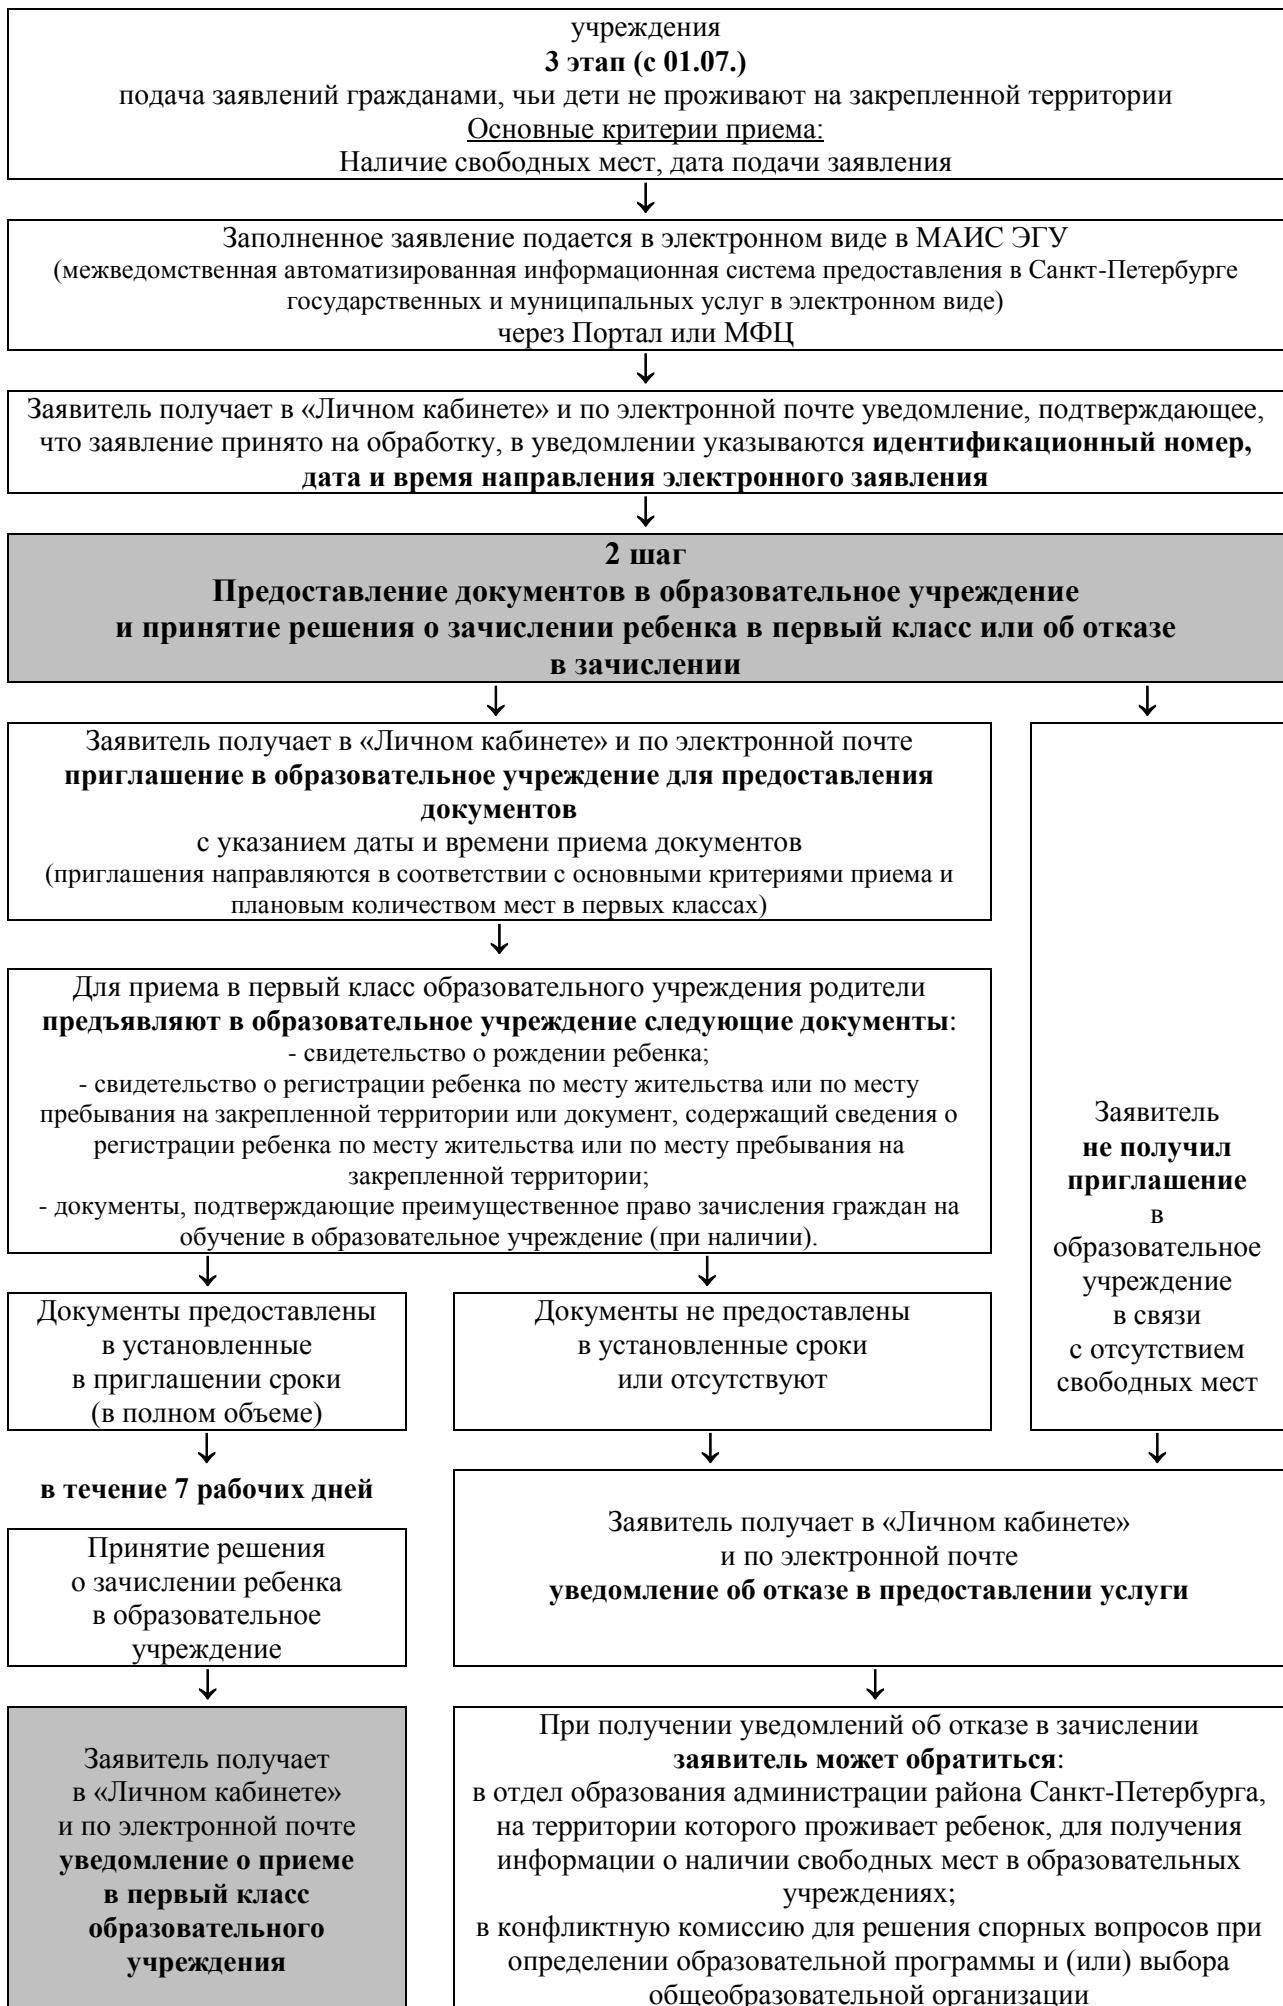 учреждения
3 этап (с 01.07.)
подача заявлений гражданами, чьи дети не проживают на закрепленной территории
Основные критерии приема:
Наличие свободных мест, дата подачи заявления
Заполненное заявление подается в электронном виде в МАИС ЭГУ
(межведомственная автоматизированная информационная система предоставления в Санкт-Петербурге
государственных и муниципальных услуг в электронном виде)
через Портал или МФЦ
Заявитель получает в «Личном кабинете» и по электронной почте уведомление, подтверждающее,
что заявление принято на обработку, в уведомлении указываются идентификационный номер,
дата и время направления электронного заявления
2 шаг
Предоставление документов в образовательное учреждение
и принятие решения о зачислении ребенка в первый класс или об отказе
в зачислении
Заявитель получает в «Личном кабинете» и по электронной почте
приглашение в образовательное учреждение для предоставления
документов
с указанием даты и времени приема документов
(приглашения направляются в соответствии с основными критериями приема и
плановым количеством мест в первых классах)
Для приема в первый класс образовательного учреждения родители
предъявляют в образовательное учреждение следующие документы:
- свидетельство о рождении ребенка;
- свидетельство о регистрации ребенка по месту жительства или по месту
пребывания на закрепленной территории или документ, содержащий сведения о
регистрации ребенка по месту жительства или по месту пребывания на
закрепленной территории;
- документы, подтверждающие преимущественное право зачисления граждан на
обучение в образовательное учреждение (при наличии).
Заявитель
не получил
приглашение
в
образовательное
учреждение
в связи
с отсутствием
свободных мест
Документы предоставлены
в установленные
в приглашении сроки
(в полном объеме)
Документы не предоставлены
в установленные сроки
или отсутствуют
в течение 7 рабочих дней
Принятие решения
о зачислении ребенка
в образовательное
учреждение
Заявитель получает в «Личном кабинете»
и по электронной почте
уведомление об отказе в предоставлении услуги
Заявитель получает
в «Личном кабинете»
и по электронной почте
уведомление о приеме
в первый класс
образовательного
учреждения
При получении уведомлений об отказе в зачислении
заявитель может обратиться:
в отдел образования администрации района Санкт-Петербурга,
на территории которого проживает ребенок, для получения
информации о наличии свободных мест в образовательных
учреждениях;
в конфликтную комиссию для решения спорных вопросов при
определении образовательной программы и (или) выбора
общеобразовательной организации